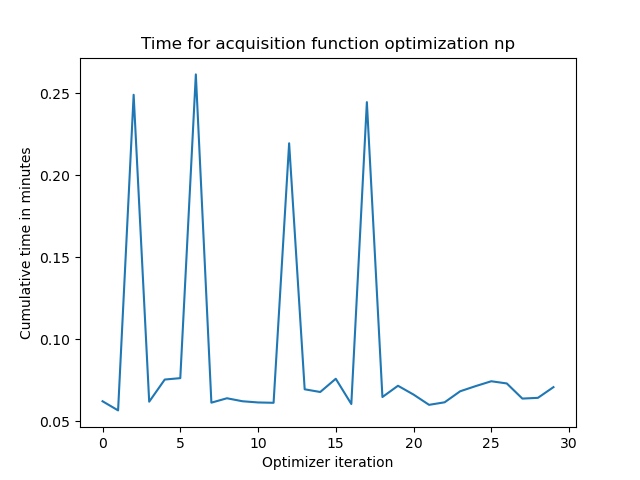 Time for acquisition function optimization np
Cumulative time in minutes
0.25
0.20
0.15
0.10
0.05
0 5 10 15 20 25 30
Optimizer iteration